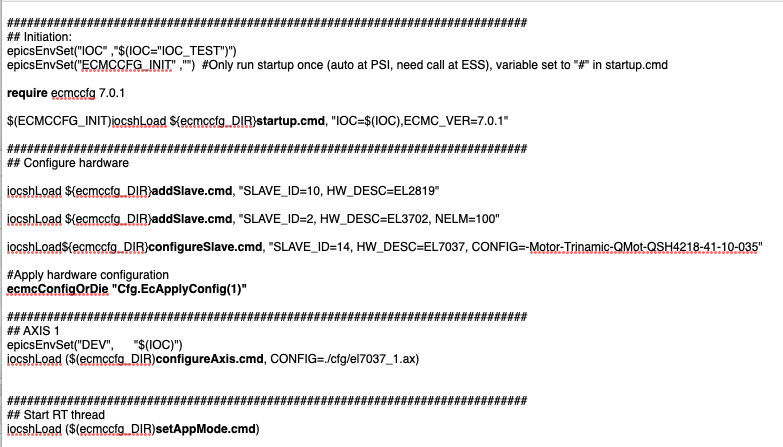 ##############################################################################
## Initiation:
epicsEnvSet("IOC" ,"$(IOC="IOC_TEST")")
epicsEnvSet("ECMCCFG_INIT" ,"")  #Only run startup once (auto at PSI, need call at ESS), variable set to "#" in startup.cmd
require ecmccfg 7.0.1
$(ECMCCFG_INIT)iocshLoad ${ecmccfg_DIR}startup.cmd, "IOC=$(IOC),ECMC_VER=7.0.1"
##############################################################################
## Configure hardware
iocshLoad ${ecmccfg_DIR}addSlave.cmd, "SLAVE_ID=10, HW_DESC=EL2819"
iocshLoad ${ecmccfg_DIR}addSlave.cmd, "SLAVE_ID=2, HW_DESC=EL3702, NELM=100"
iocshLoad${ecmccfg_DIR}configureSlave.cmd, "SLAVE_ID=14, HW_DESC=EL7037, CONFIG=-Motor-Trinamic-QMot-QSH4218-41-10-035"
#Apply hardware configuration
ecmcConfigOrDie "Cfg.EcApplyConfig(1)"
##############################################################################
## AXIS 1
epicsEnvSet("DEV",      "$(IOC)")
iocshLoad ($(ecmccfg_DIR)configureAxis.cmd, CONFIG=./cfg/el7037_1.ax)
##############################################################################
## Start RT thread
iocshLoad ($(ecmccfg_DIR)setAppMode.cmd)